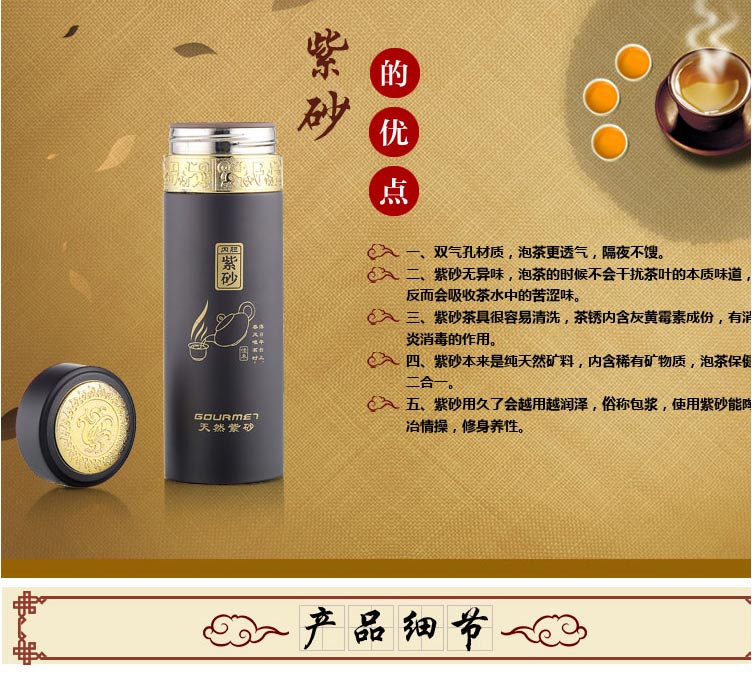 紫砂
的优点
一、双气孔材质，泡茶更透气，隔夜不馊。
二、紫砂无异味，泡茶的时候不会干扰茶叶的本质味道，
反而会吸收茶水中的苦涩味。
三、紫砂茶具很容易清洗，茶锈内含灰黄霉素成份，有消
炎消毒的作用。
四、紫砂本来是纯天然矿料，内含稀有矿物质，泡茶保健
二合一。
五、紫砂用久了会越用越润泽，俗称包浆，使用紫砂能陶
冶情操，修身养性。
内胆
紫砂
GOURMET
天然紫砂
产品细节